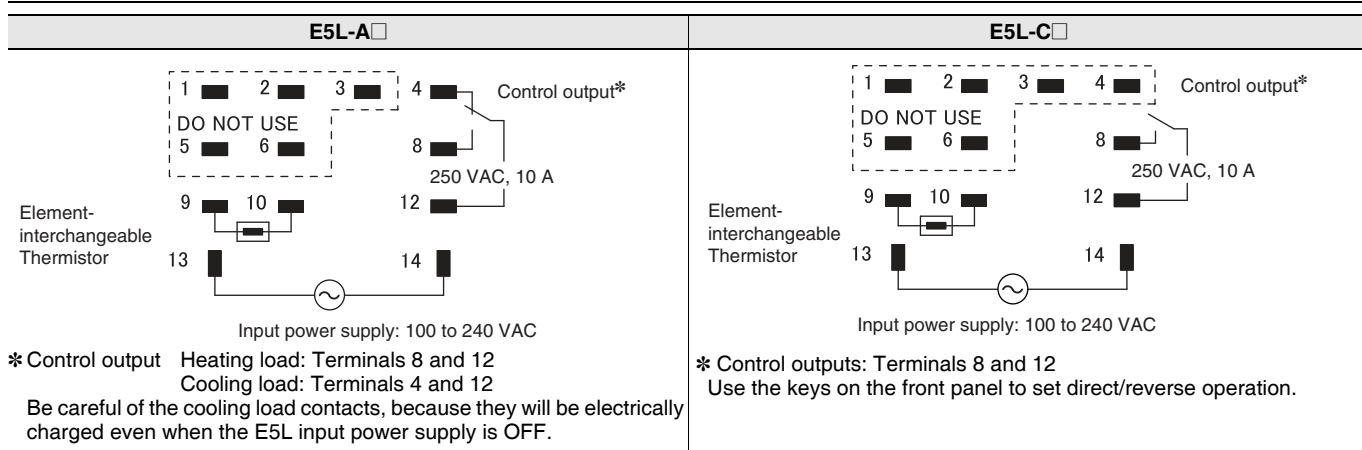 E5L-A□
1 2 3 4
Control output✽
DO NOT USE
5 6 8
250 VAC, 10 A
9 10 12
Element-
interchangeable
Thermistor
13 14
Input power supply: 100 to 240 VAC
✽ Control output Heating load: Terminals 8 and 12
Cooling load: Terminals 4 and 12
Be careful of the cooling load contacts, because they will be electrically
charged even when the E5L input power supply is OFF.
E5L-C□
1 2 3 4
Control output✽
DO NOT USE
5 6 8
250 VAC, 10 A
9 10 12
Element-
interchangeable
Thermistor
13 14
Input power supply: 100 to 240 VAC
✽ Control outputs: Terminals 8 and 12
Use the keys on the front panel to set direct/reverse operation.